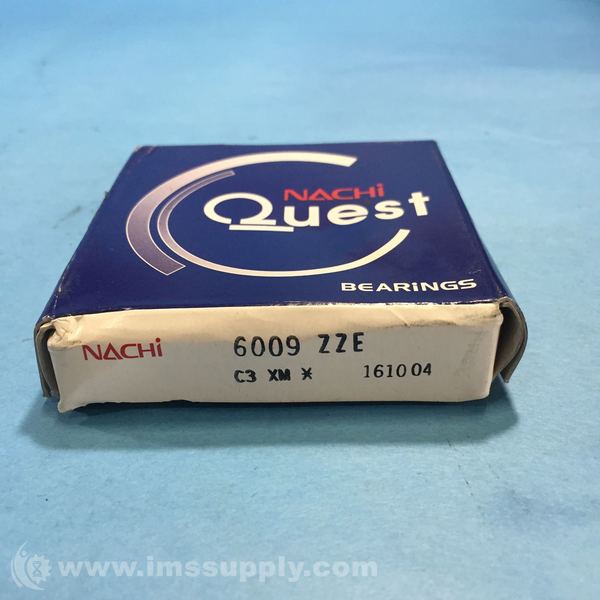 NACHi
Quest
BEARiNGS
NACHi 6009 ZZE
C3 XM X 161004
www.imssupply.com